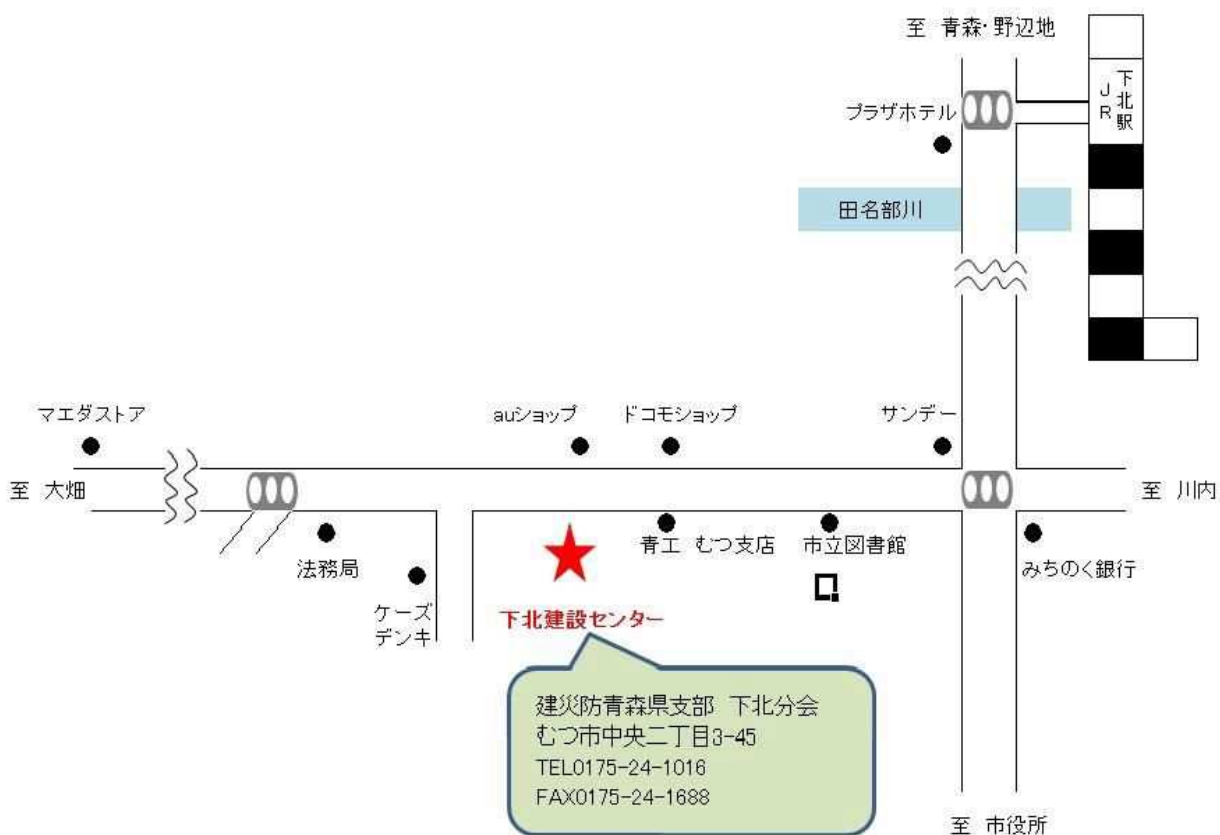 至 青森・野辺地
下北駅
JR
プラザホテル
田名部川
マエダストア
auショップ
ドコモショップ
サンデー
至 大畑
至 川内
法務局
青工 むつ支店
市立図書館
みちのく銀行
ケーズ
デンキ
下北建設センター
建災防青森県支部 下北分会
むつ市中央二丁目3-45
TEL0175-24-1016
FAX0175-24-1688
至 市役所